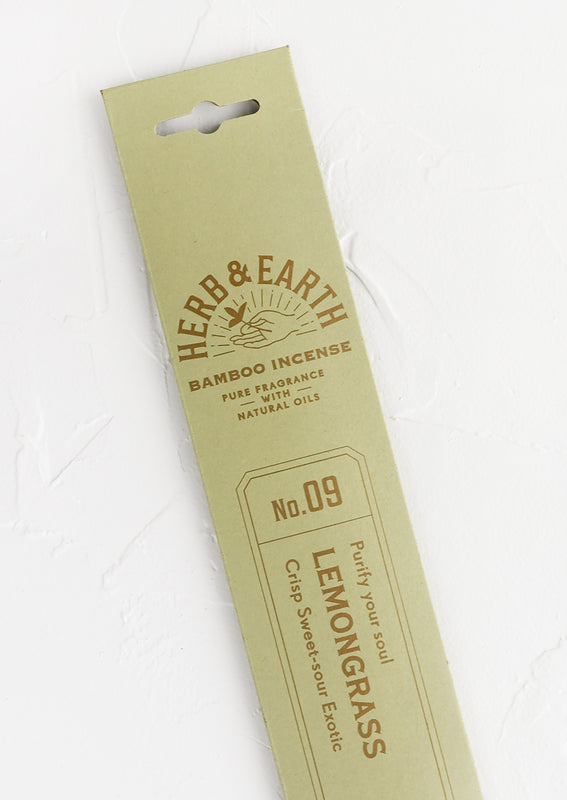 HERB & EARTH
BAMBOO INCENSE
PURE FRAGRANCE
— WITH —
NATURAL OILS
No.09
Purify your soul
LEMONGRASS
Crisp Sweet-sour Exotic